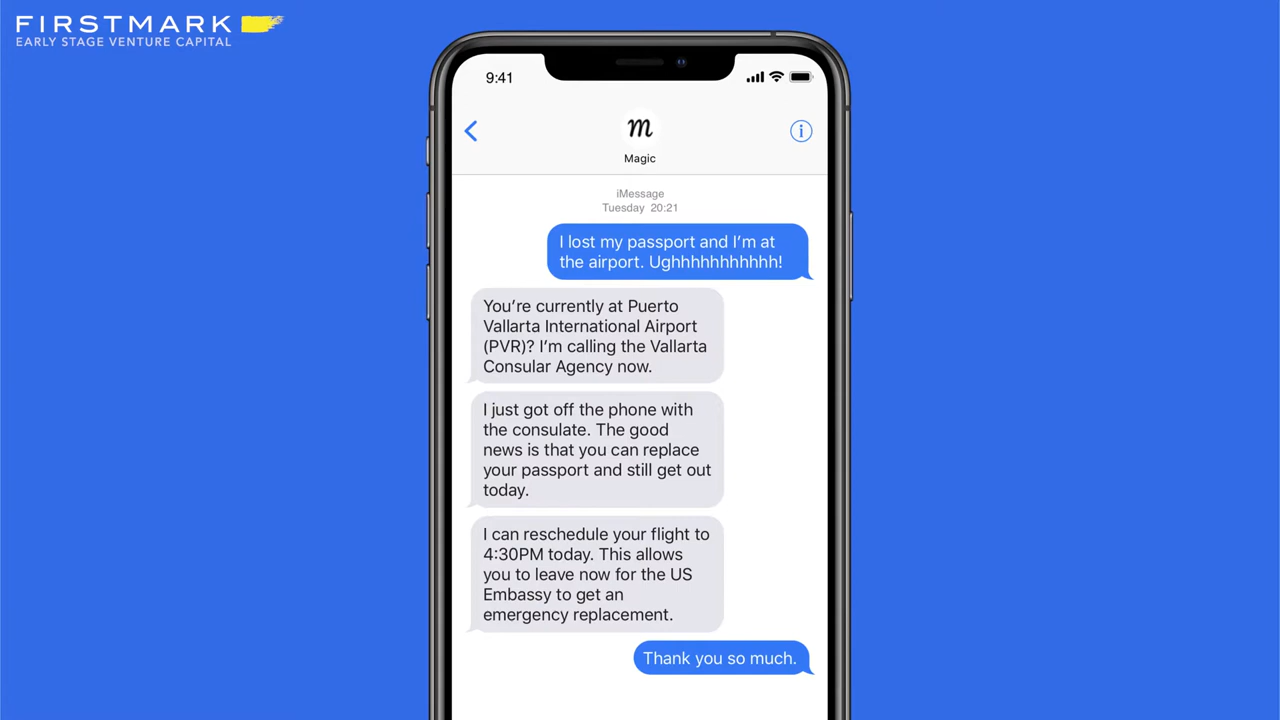 FIRSTMARK
EARLY STAGE VENTURE CAPITAL
9:41
m
Magic
iMessage
Tuesday 20:21
I lost my passport and I’m at
the airport. Ughhhhhhhhhhh!
You’re currently at Puerto
Vallarta International Airport
(PVR)? I’m calling the Vallarta
Consular Agency now.
I just got off the phone with
the consulate. The good
news is that you can replace
your passport and still get out
today.
I can reschedule your flight to
4:30PM today. This allows
you to leave now for the US
Embassy to get an
emergency replacement.
Thank you so much.